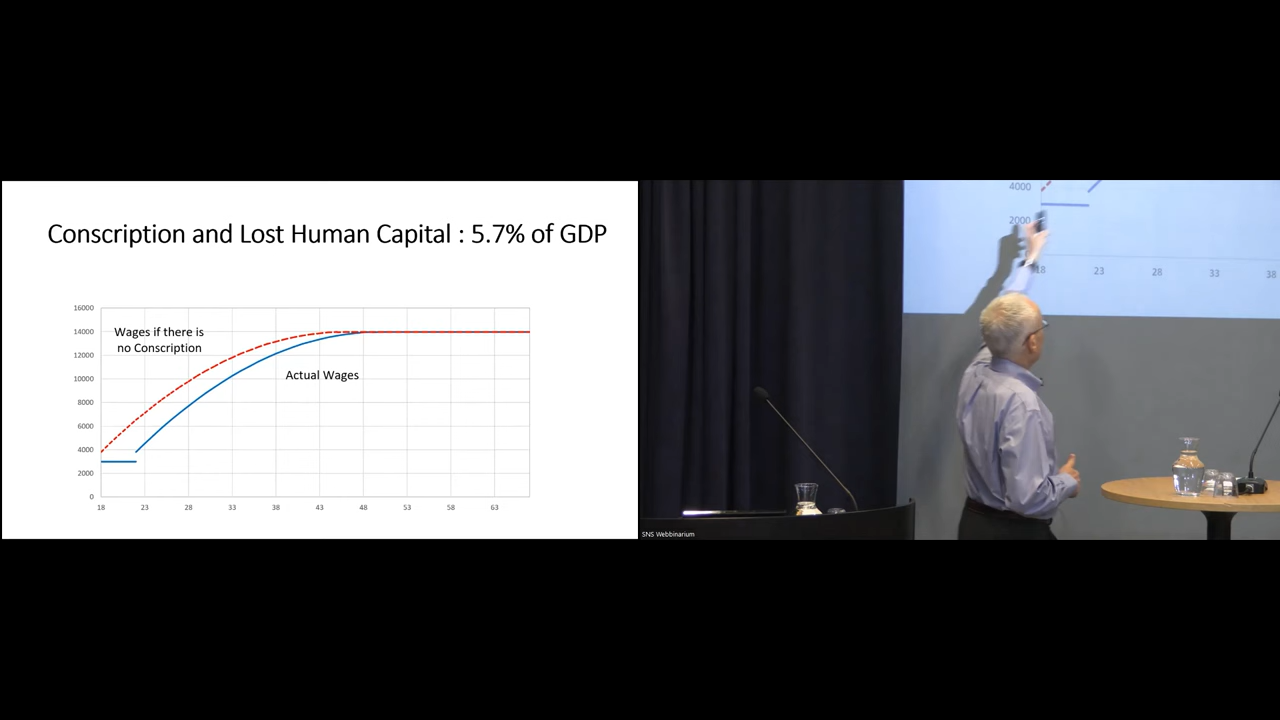 Conscription and Lost Human Capital : 5.7% of GDP
16000
14000
12000
10000
8000
6000
4000
2000
0
Wages if there is
no Conscription
Actual Wages
18 23 28 33 38 43 48 53 58 63
4000
2000
18 23 28 33 38
SNS Webbinarium